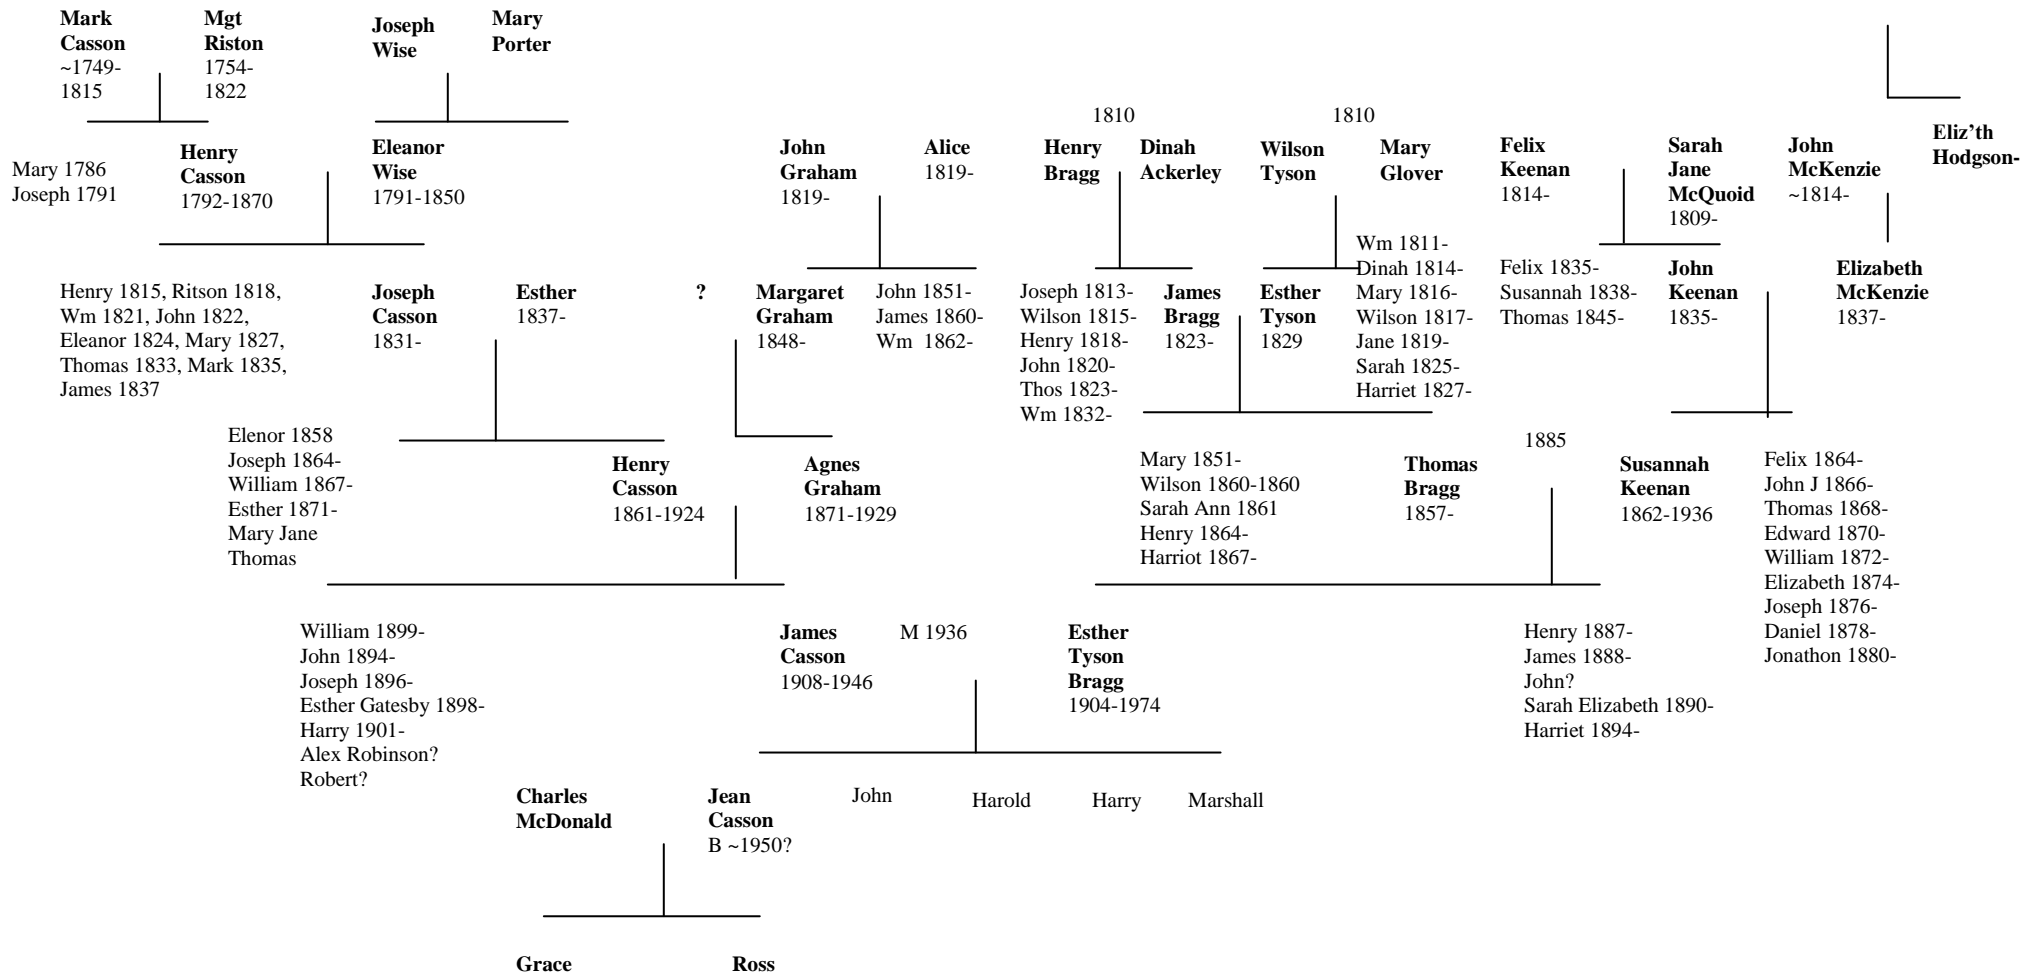 Mark
Casson
~1749-
1815
Mgt
Riston
1754-
1822
Joseph
Wise
Mary
Porter
Mary 1786
Joseph 1791
Henry
Casson
1792-1870
Eleanor
Wise
1791-1850
John
Graham
1819-
Alice
1819-
1810
Henry
Bragg
Dinah
Ackerley
1810
Wilson
Tyson
Mary
Glover
Felix
Keenan
1814-
Sarah
Jane
McQuoid
1809-
John
McKenzie
~1814-
Eliz'th
Hodgson-
Henry 1815, Ritson 1818,
Wm 1821, John 1822,
Eleanor 1824, Mary 1827,
Thomas 1833, Mark 1835,
James 1837
Joseph
Casson
1831-
Esther
1837-
?
Margaret
Graham
1848-
John 1851-
James 1860-
Wm 1862-
Joseph 1813-
Wilson 1815-
Henry 1818-
John 1820-
Thos 1823-
Wm 1832-
James
Bragg
1823-
Esther
Tyson
1829
Wm 1811-
Dinah 1814-
Mary 1816-
Wilson 1817-
Jane 1819-
Sarah 1825-
Harriet 1827-
Felix 1835-
Susannah 1838-
Thomas 1845-
John
Keenan
1835-
Elizabeth
McKenzie
1837-
Elenor 1858
Joseph 1864-
William 1867-
Esther 1871-
Mary Jane
Thomas
Henry
Casson
1861-1924
Agnes
Graham
1871-1929
Mary 1851-
Wilson 1860-1860
Sarah Ann 1861
Henry 1864-
Harriot 1867-
Thomas
Bragg
1857-
1885
Susannah
Keenan
1862-1936
Felix 1864-
John J 1866-
Thomas 1868-
Edward 1870-
William 1872-
Elizabeth 1874-
Joseph 1876-
Daniel 1878-
Jonathon 1880-
William 1899-
John 1894-
Joseph 1896-
Esther Gatesby 1898-
Harry 1901-
Alex Robinson?
Robert?
James
Casson
1908-1946
M 1936
Esther
Tyson
Bragg
1904-1974
Henry 1887-
James 1888-
John?
Sarah Elizabeth 1890-
Harriet 1894-
Charles
McDonald
Jean
Casson
B ~1950?
John
Harold
Harry
Marshall
Grace
Ross